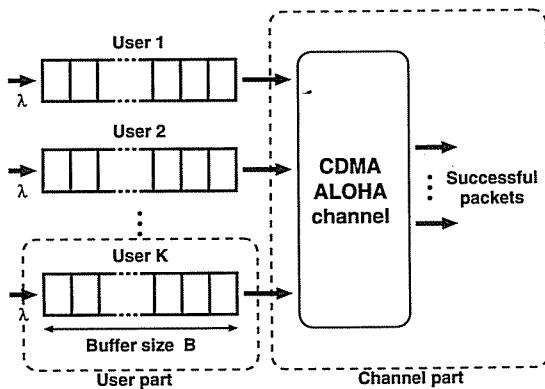 User 1
λ
User 2
λ
CDMA
ALOHA
channel
Successful
packets
User K
λ
Buffer size B
User part
Channel part